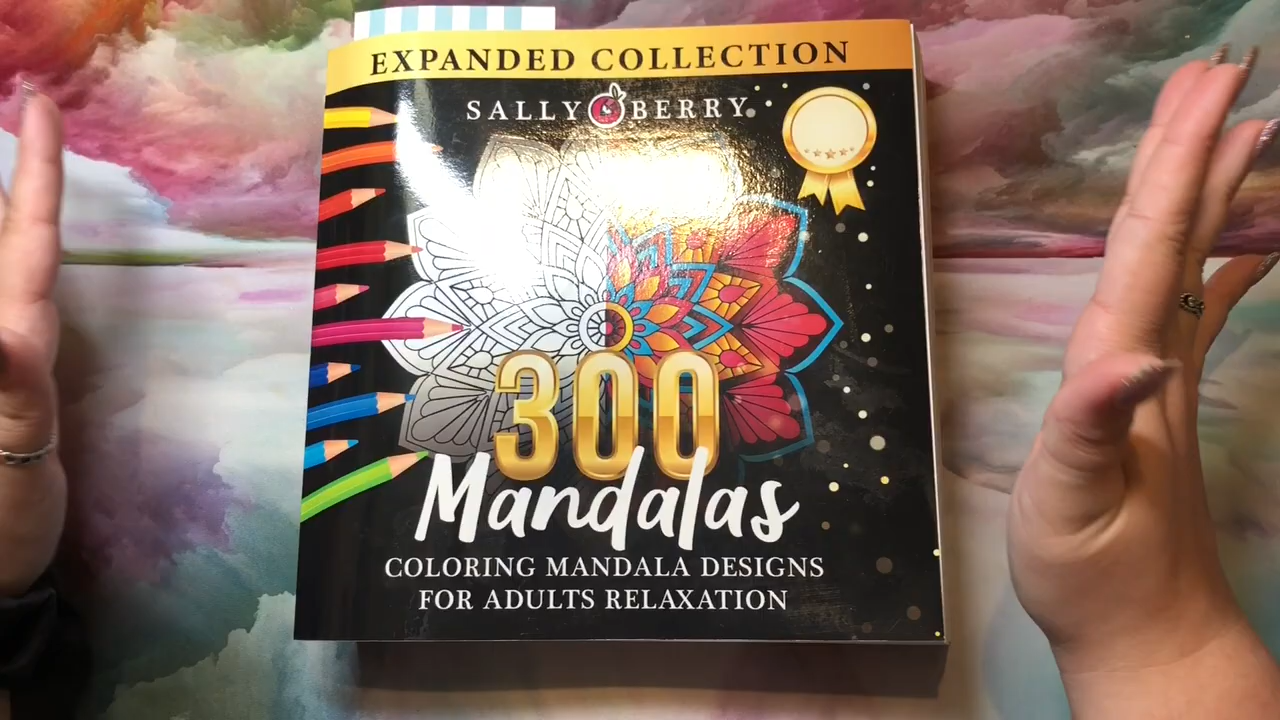 EXPANDED COLLECTION
SALLY BERRY
300
Mandalas
COLORING MANDALA DESIGNS
FOR ADULTS RELAXATION